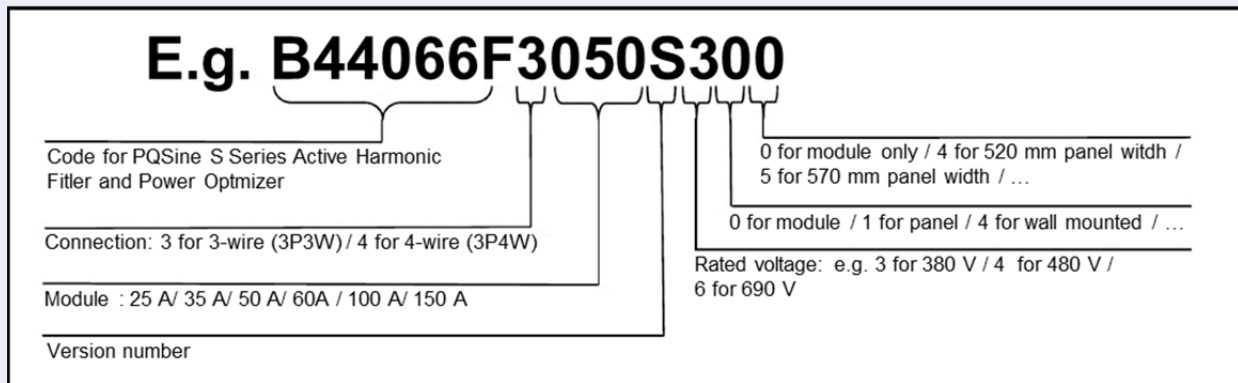 E.g. B44066F3050S300
Code for PQSine S Series Active Harmonic
Fitler and Power Optmizer
0 for module only / 4 for 520 mm panel witdh /
5 for 570 mm panel width / ...
0 for module / 1 for panel / 4 for wall mounted / ...
Connection: 3 for 3-wire (3P3W) / 4 for 4-wire (3P4W)
Rated voltage: e.g. 3 for 380 V / 4 for 480 V /
6 for 690 V
Module : 25 A/ 35 A/ 50 A/ 60A / 100 A/ 150 A
Version number